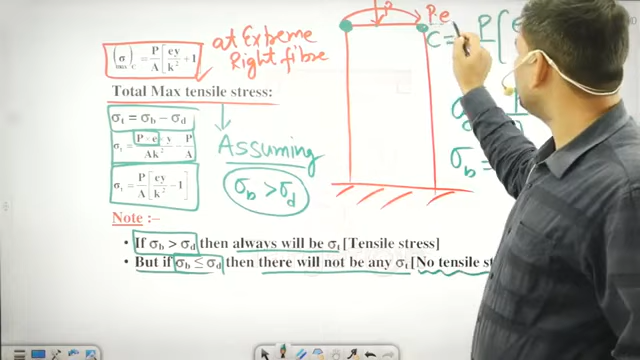 (σ max)c = P/A [ey/k² + 1]
at Extreme
Right fibre
P
P.e
C =
P [e
Total Max tensile stress:
σt = σb − σd
σt = P × e × y / Ak² − P/A
σt = P/A [ey/k² − 1]
Assuming
σb > σd
σb =
Note :–
• If σb > σd then always will be σt [Tensile stress]
• But if σb ≤ σd then there will not be any σt [No tensile st